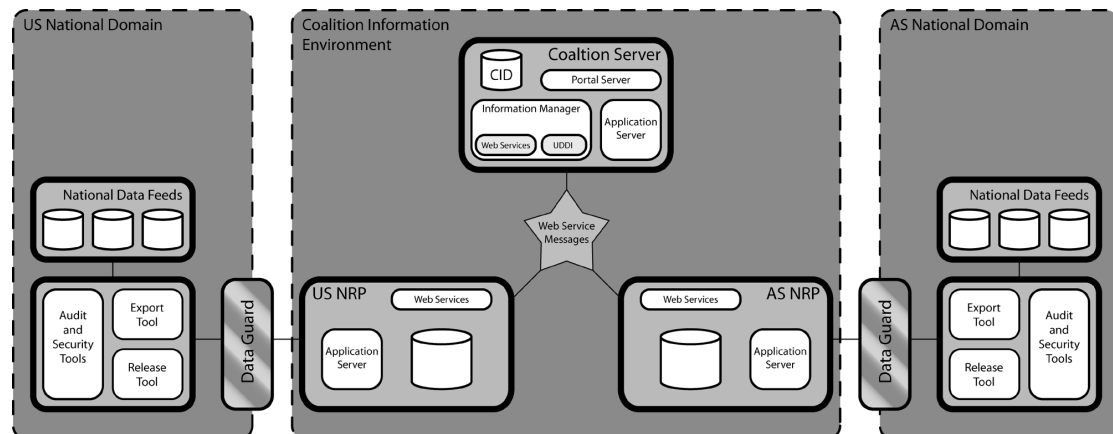 US National Domain
National Data Feeds
Audit
and
Security
Tools
Export
Tool
Release
Tool
Data Guard
Coalition Information
Environment
Coaltion Server
CID
Portal Server
Information Manager
Web Services
UDDI
Application
Server
Web Service
Messages
US NRP
Web Services
Application
Server
AS NRP
Web Services
Application
Server
Data Guard
AS National Domain
National Data Feeds
Export
Tool
Release
Tool
Audit
and
Security
Tools